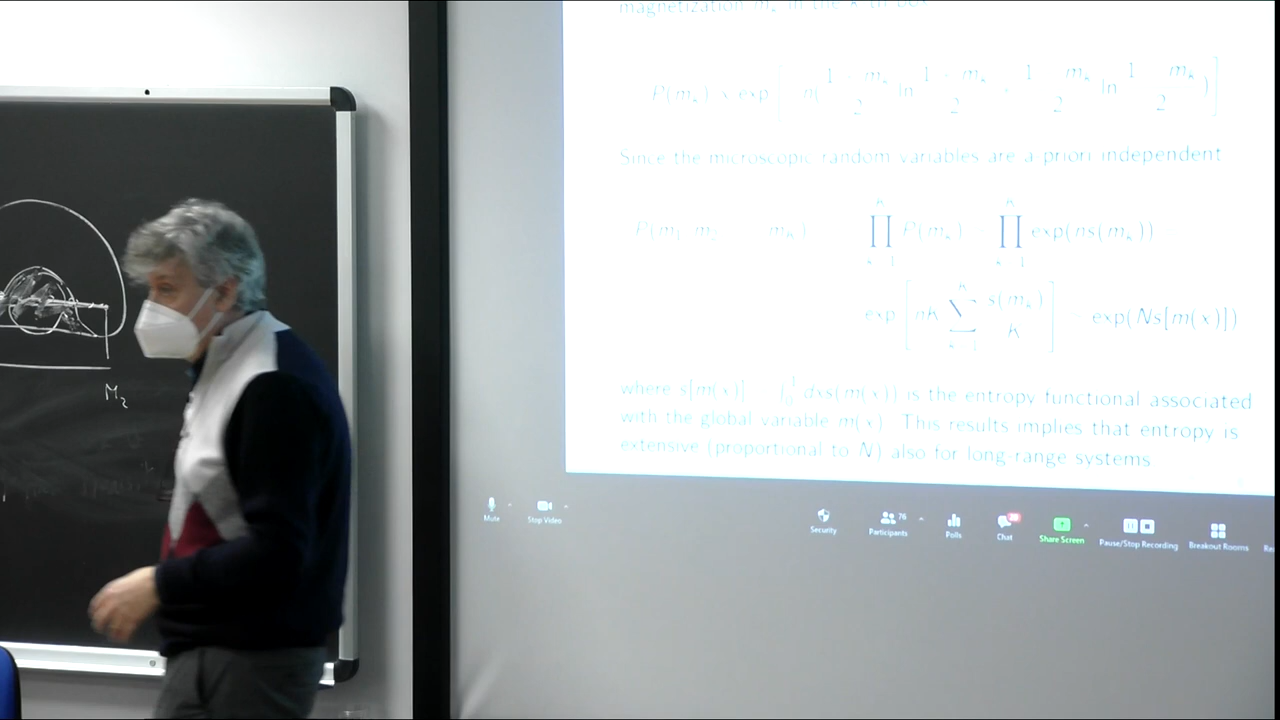 magnetization m_k in the k-th box
P(m_k) exp [ n( 1 m_k / 2 ln 1 m_k / 2 1 m_k / 2 ln 1 m_k / 2 ) ]
Since the microscopic random variables are a priori independent
P(m_1 m_2 m_K) ∏ P(m_k) ∏ exp(ns(m_k))
exp [ nK ∑ s(m_k) / K ] exp(Ns[m(x)])
where s[m(x)] ∫_0^1 dxs(m(x)) is the entropy functional associated
with the global variable m(x) This results implies that entropy is
extensive (proportional to N) also for long-range systems
M_2
Mute
Stop Video
Security
76
Participants
Polls
Chat
Share Screen
Pause/Stop Recording
Breakout Rooms